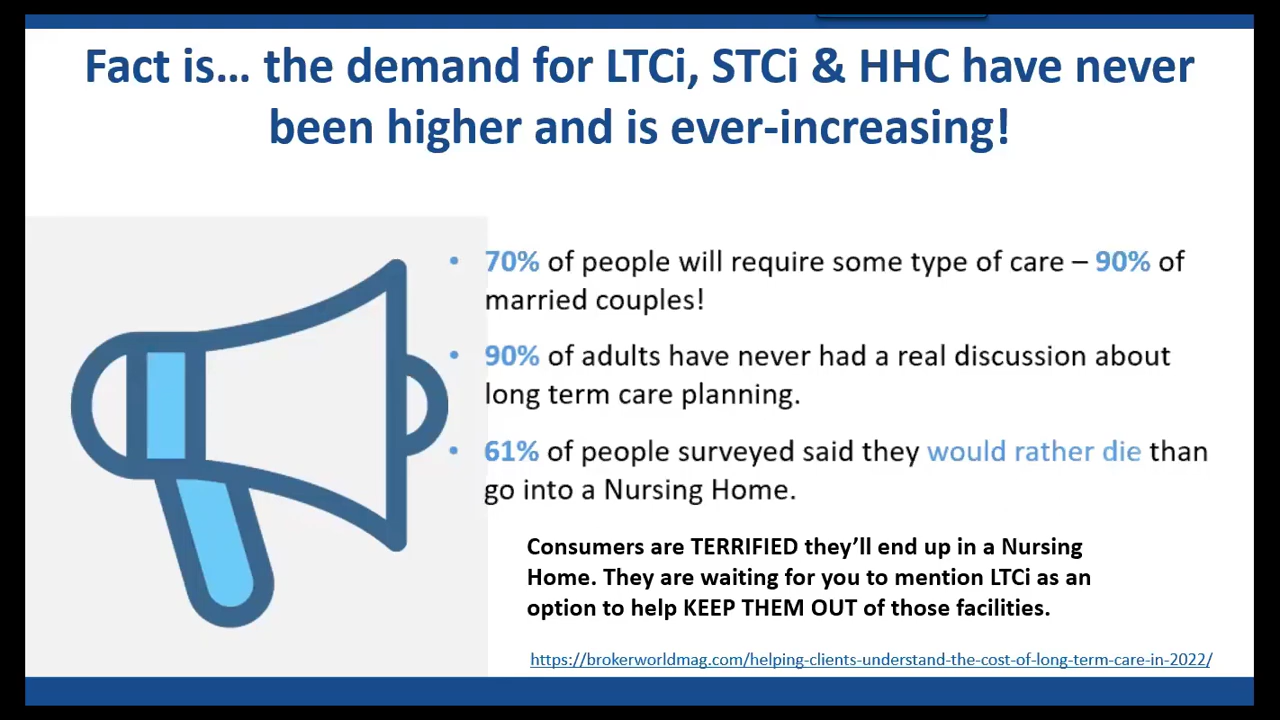 Fact is... the demand for LTCi, STCi & HHC have never
been higher and is ever-increasing!
• 70% of people will require some type of care – 90% of
married couples!
• 90% of adults have never had a real discussion about
long term care planning.
• 61% of people surveyed said they would rather die than
go into a Nursing Home.
Consumers are TERRIFIED they’ll end up in a Nursing
Home. They are waiting for you to mention LTCi as an
option to help KEEP THEM OUT of those facilities.
https://brokerworldmag.com/helping-clients-understand-the-cost-of-long-term-care-in-2022/